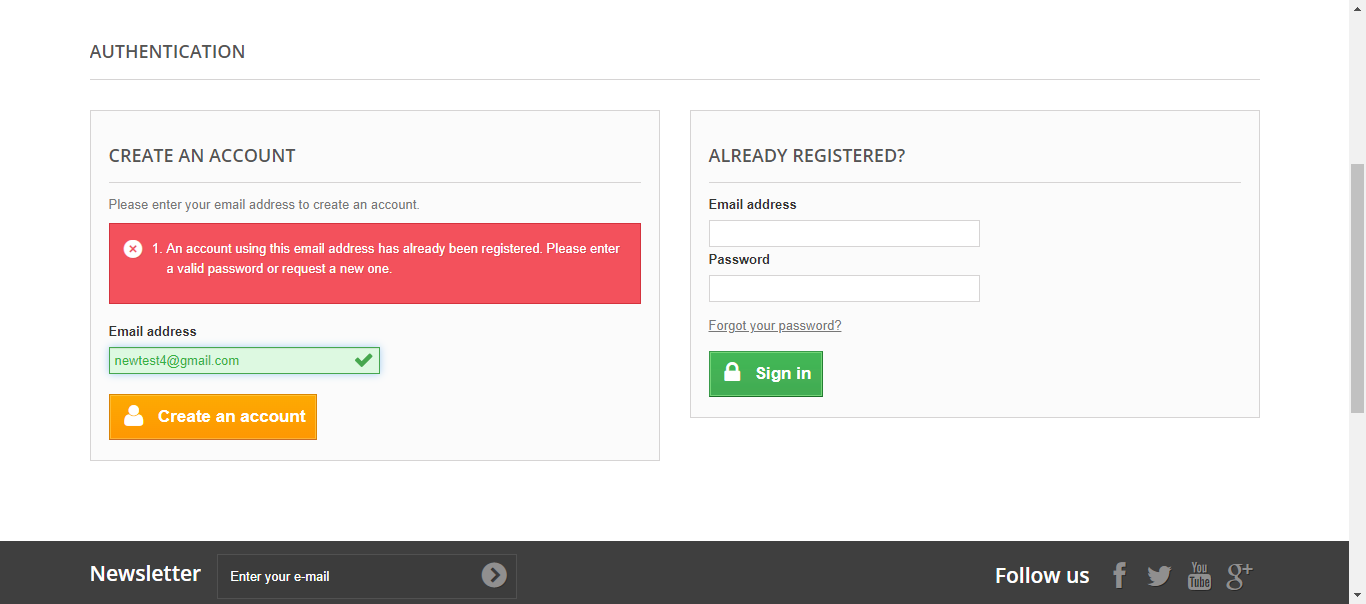 AUTHENTICATION
CREATE AN ACCOUNT
Please enter your email address to create an account.
1. An account using this email address has already been registered. Please enter
a valid password or request a new one.
Email address
newtest4@gmail.com
Create an account
ALREADY REGISTERED?
Email address
Password
Forgot your password?
Sign in
Newsletter
Enter your e-mail
Follow us
You
Tube
g+